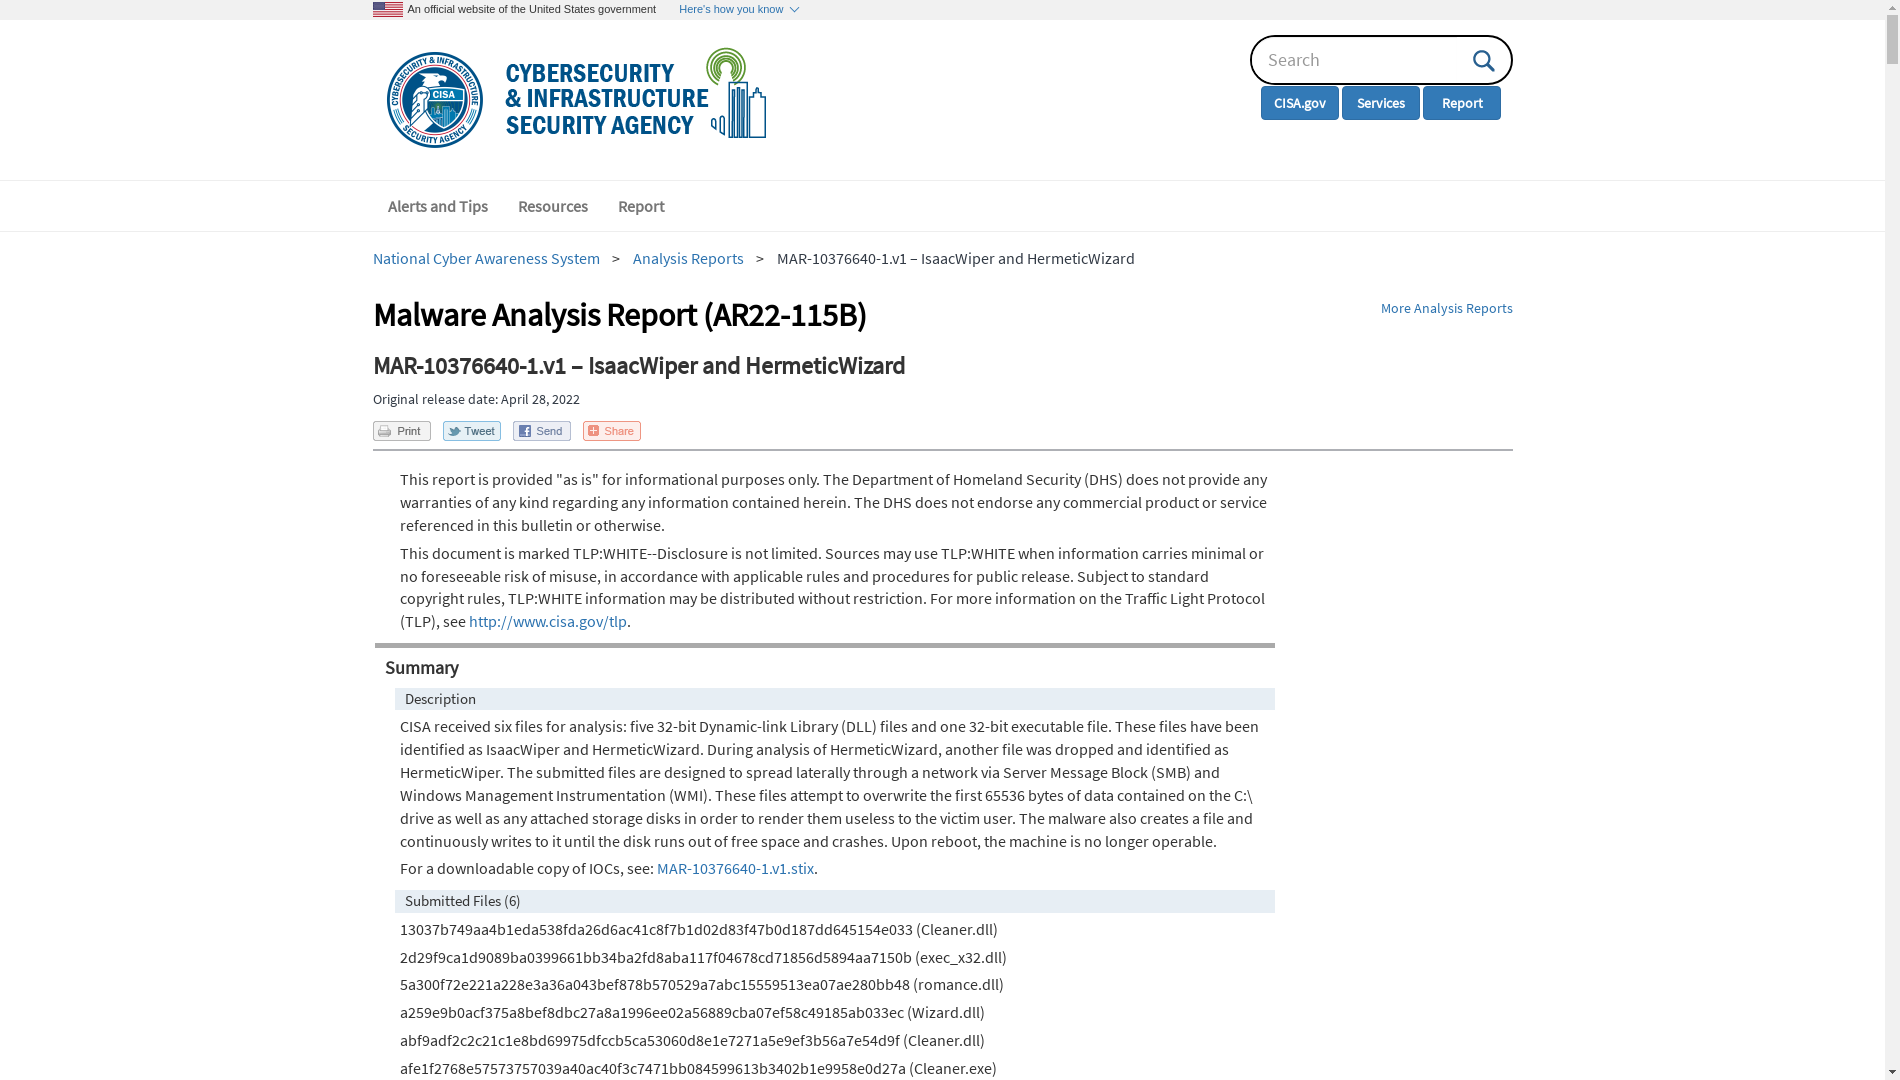 An official website of the United States government Here's how you know
CYBERSECURITY & INFRASTRUCTURE
SECURITY AGENCY
CISA
CYBERSECURITY
& INFRASTRUCTURE
SECURITY AGENCY
Search
CISA.gov Services Report
Alerts and Tips Resources Report
National Cyber Awareness System > Analysis Reports > MAR-10376640-1.v1 – IsaacWiper and HermeticWizard
Malware Analysis Report (AR22-115B)
More Analysis Reports
MAR-10376640-1.v1 – IsaacWiper and HermeticWizard
Original release date: April 28, 2022
Print Tweet Send Share
This report is provided "as is" for informational purposes only. The Department of Homeland Security (DHS) does not provide any
warranties of any kind regarding any information contained herein. The DHS does not endorse any commercial product or service
referenced in this bulletin or otherwise.
This document is marked TLP:WHITE--Disclosure is not limited. Sources may use TLP:WHITE when information carries minimal or
no foreseeable risk of misuse, in accordance with applicable rules and procedures for public release. Subject to standard
copyright rules, TLP:WHITE information may be distributed without restriction. For more information on the Traffic Light Protocol
(TLP), see http://www.cisa.gov/tlp.
Summary
Description
CISA received six files for analysis: five 32-bit Dynamic-link Library (DLL) files and one 32-bit executable file. These files have been
identified as IsaacWiper and HermeticWizard. During analysis of HermeticWizard, another file was dropped and identified as
HermeticWiper. The submitted files are designed to spread laterally through a network via Server Message Block (SMB) and
Windows Management Instrumentation (WMI). These files attempt to overwrite the first 65536 bytes of data contained on the C:\
drive as well as any attached storage disks in order to render them useless to the victim user. The malware also creates a file and
continuously writes to it until the disk runs out of free space and crashes. Upon reboot, the machine is no longer operable.
For a downloadable copy of IOCs, see: MAR-10376640-1.v1.stix.
Submitted Files (6)
13037b749aa4b1eda538fda26d6ac41c8f7b1d02d83f47b0d187dd645154e033 (Cleaner.dll)
2d29f9ca1d9089ba0399661bb34ba2fd8aba117f04678cd71856d5894aa7150b (exec_x32.dll)
5a300f72e221a228e3a36a043bef878b570529a7abc15559513ea07ae280bb48 (romance.dll)
a259e9b0acf375a8bef8dbc27a8a1996ee02a56889cba07ef58c49185ab033ec (Wizard.dll)
abf9adf2c2c21c1e8bd69975dfccb5ca53060d8e1e7271a5e9ef3b56a7e54d9f (Cleaner.dll)
afe1f2768e57573757039a40ac40f3c7471bb084599613b3402b1e9958e0d27a (Cleaner.exe)